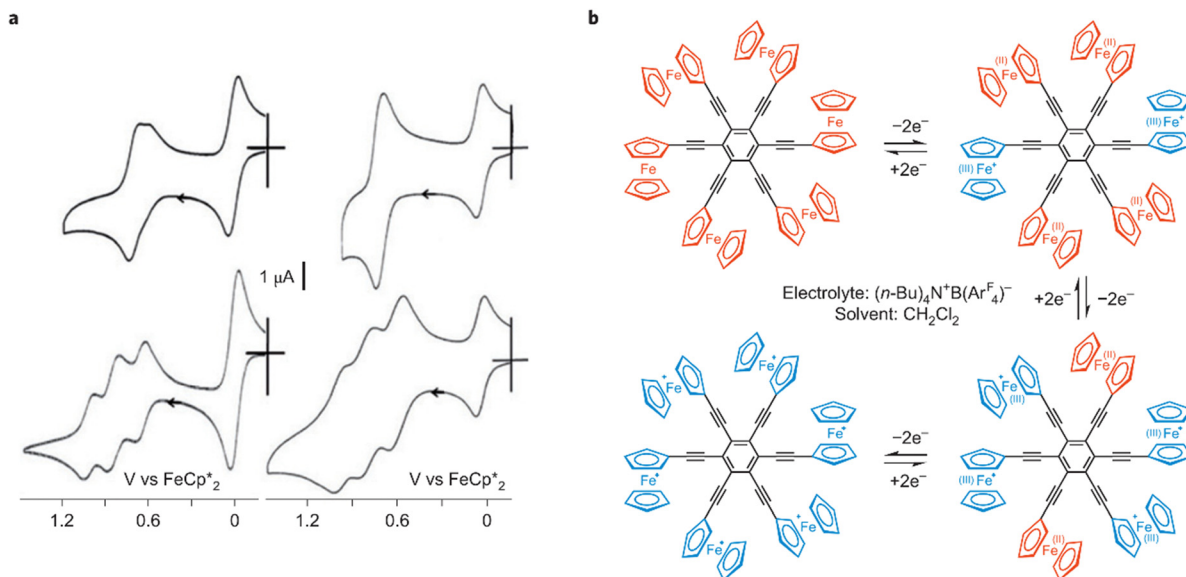 a
1 µA
V vs FeCp*2
V vs FeCp*2
1.2 0.6 0
1.2 0.6 0
b
Fe
Fe
Fe
Fe
Fe
Fe
−2e−
+2e−
(II)
Fe
Fe(II)
(III)Fe+
(III)Fe+
Fe(II)
Fe(II)
Electrolyte: (n-Bu)4N+B(ArF4)−
Solvent: CH2Cl2
+2e−
−2e−
+
Fe
Fe+
Fe+
Fe+
Fe+
+Fe
−2e−
+2e−
+
Fe
(III)
Fe(II)
(III)Fe+
(III)Fe+
Fe(II)
+Fe
(III)